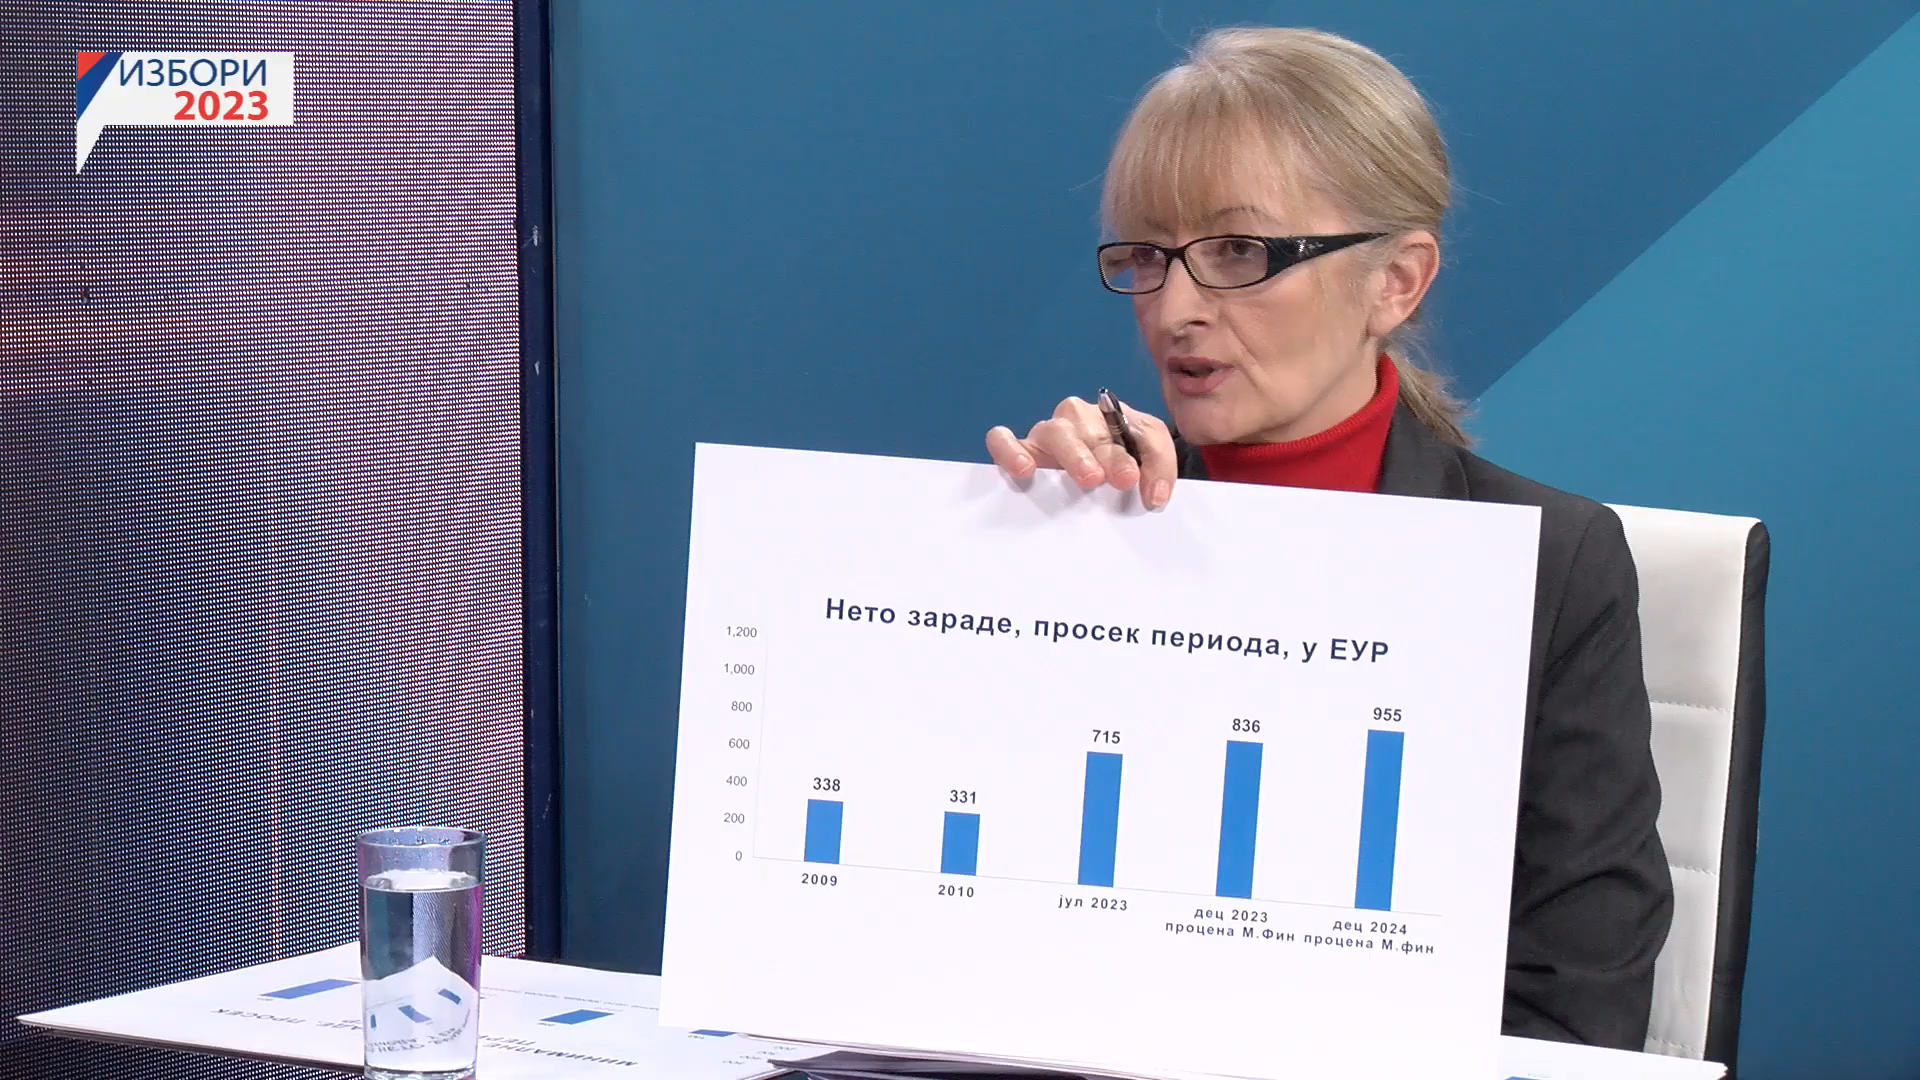 ИЗБОРИ
2023
Нето зараде, просек периода, у ЕУР
1,200
1,000
800
600
400
200
0
338
331
715
836
955
2009
2010
јул 2023
дец 2023
процена М.Фин
дец 2024
процена М.фин
ПРОСЕК